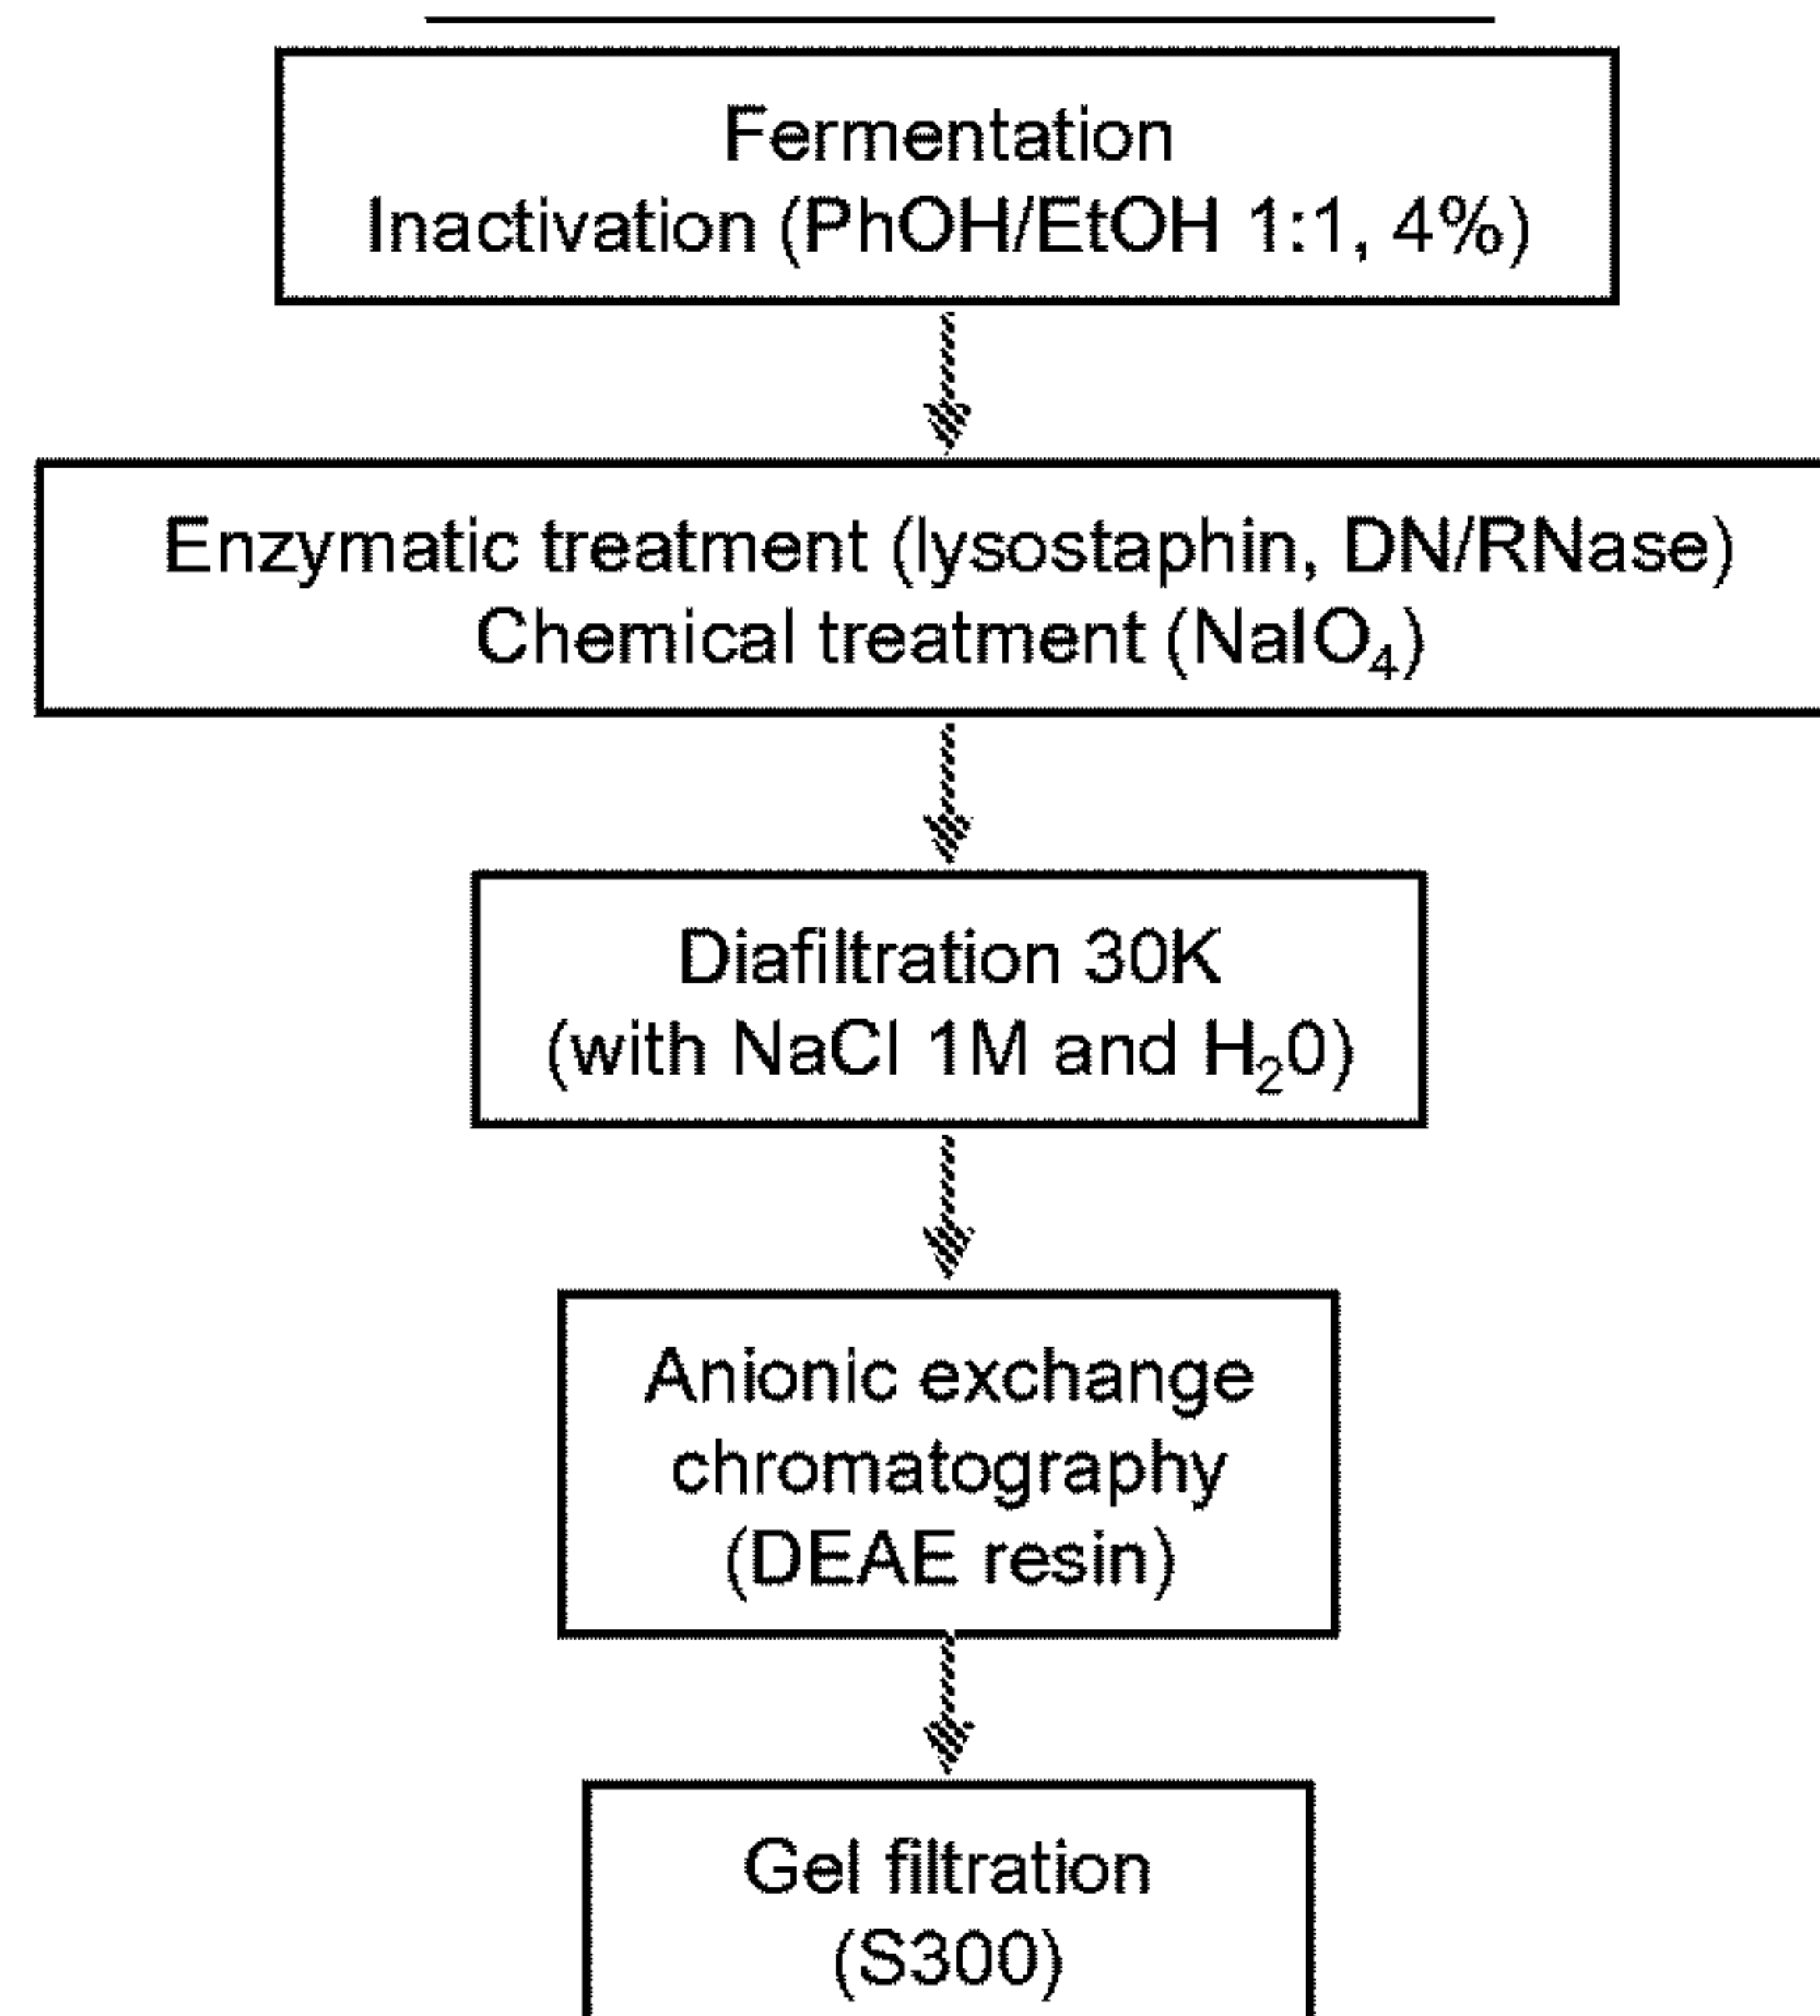 Fermentation
Inactivation (PhOH/EtOH 1:1, 4%)
Enzymatic treatment (lysostaphin, DN/RNase)
Chemical treatment (NaIO₄)
Diafiltration 30K
(with NaCl 1M and H₂0)
Anionic exchange
chromatography
(DEAE resin)
Gel filtration
(S300)